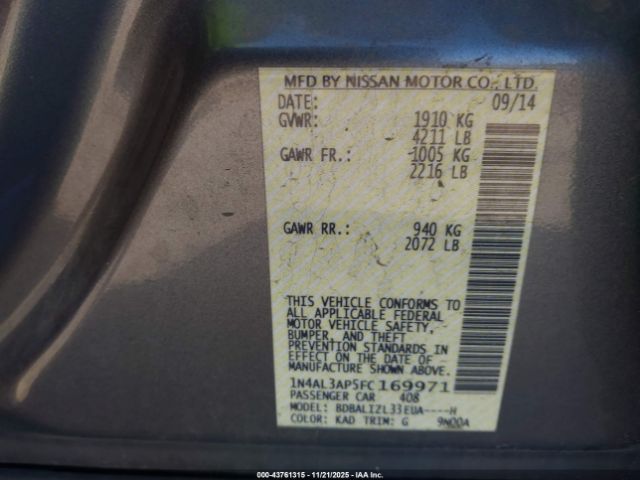 MFD BY NISSAN MOTOR CO., LTD.
DATE: 09/14
GVWR: 1910 KG
4211 LB
GAWR FR.: 1005 KG
2216 LB
GAWR RR.: 940 KG
2072 LB
THIS VEHICLE CONFORMS TO
ALL APPLICABLE FEDERAL
MOTOR VEHICLE SAFETY,
BUMPER, AND THEFT
PREVENTION STANDARDS IN
EFFECT ON THE DATE OF
MANUFACTURE SHOWN ABOVE.
1N4AL3AP5FC169971
PASSENGER CAR 408
MODEL: BDBALIZL33EUA----H
COLOR: KAD TRIM: G 9N00A
000-43761315 - 11/21/2025 - IAA Inc.